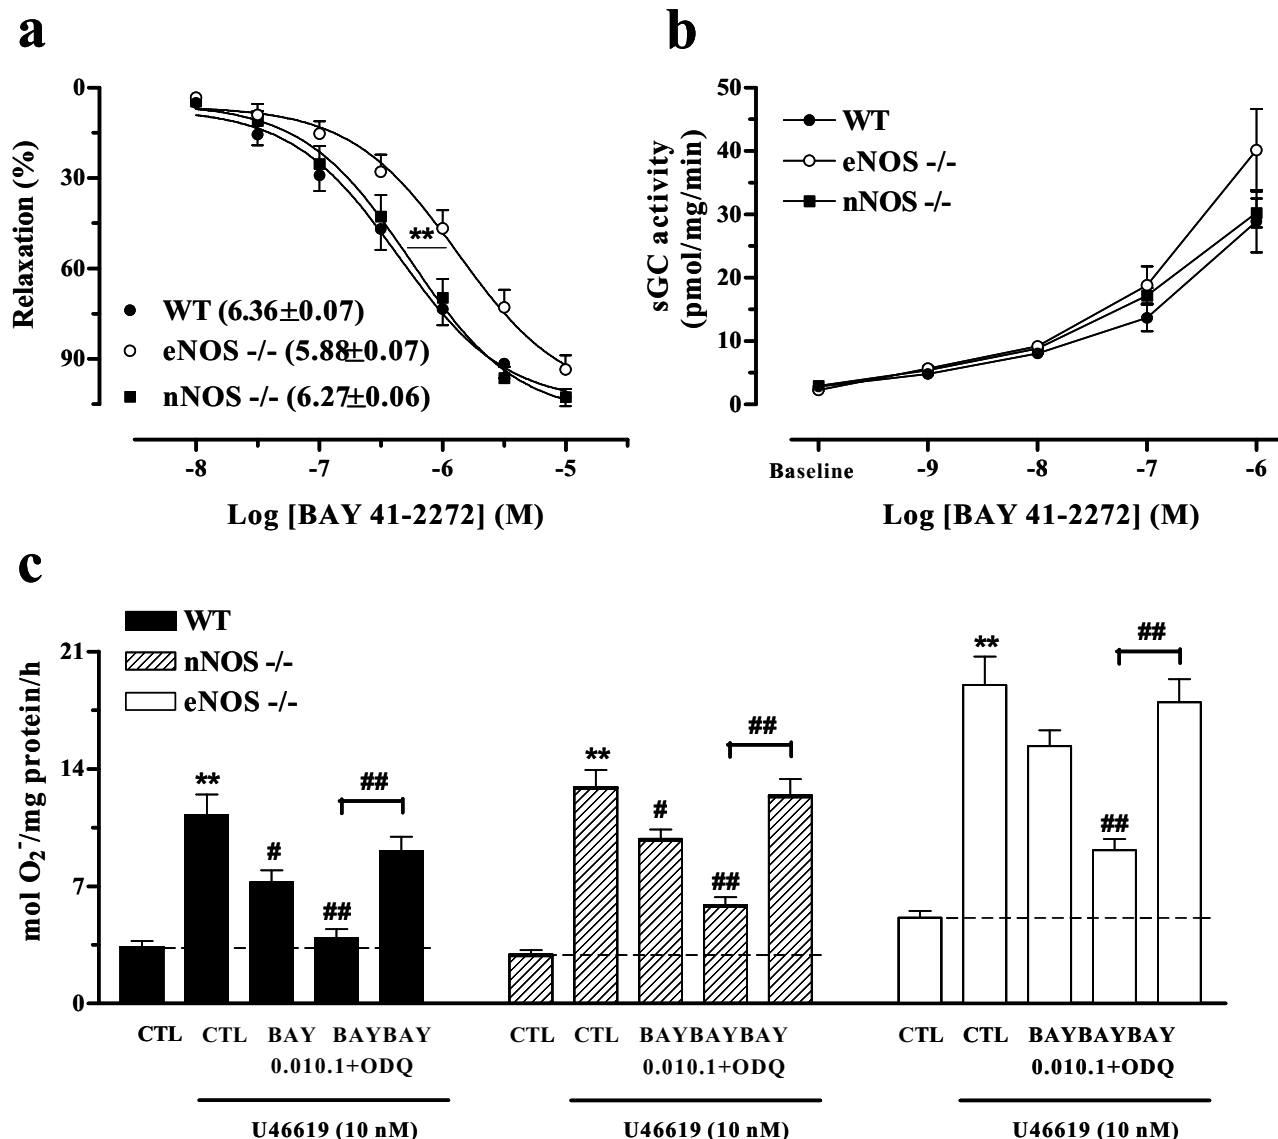 a
0
30
60
90
Relaxation (%)
**
WT (6.36±0.07)
eNOS -/- (5.88±0.07)
nNOS -/- (6.27±0.06)
-8 -7 -6 -5
Log [BAY 41-2272] (M)
b
50
40
30
20
10
0
sGC activity
(pmol/mg/min)
WT
eNOS -/-
nNOS -/-
Baseline -9 -8 -7 -6
Log [BAY 41-2272] (M)
c
WT
nNOS -/-
eNOS -/-
21
14
7
0
mol O2-/mg protein/h
** # ## ##
** # ## ##
** ## ##
CTL CTL BAY BAYBAY
0.010.1+ODQ
U46619 (10 nM)
CTL CTL BAYBAYBAY
0.010.1+ODQ
U46619 (10 nM)
CTL CTL BAYBAYBAY
0.010.1+ODQ
U46619 (10 nM)